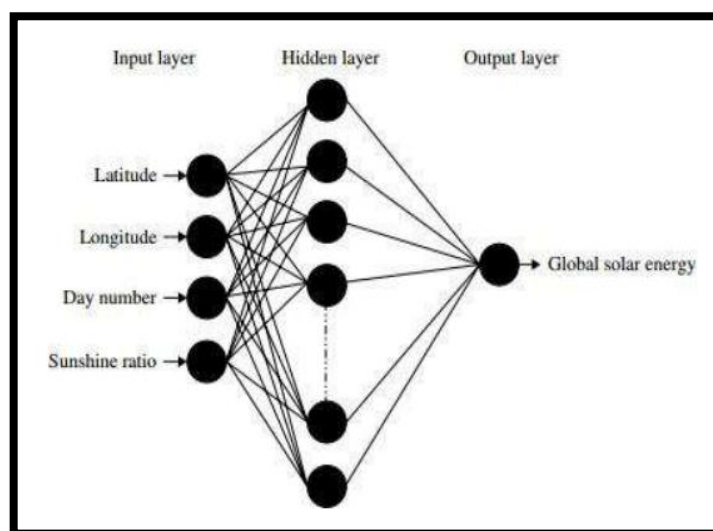 Input layer
Hidden layer
Output layer
Latitude
Longitude
Day number
Sunshine ratio
Global solar energy